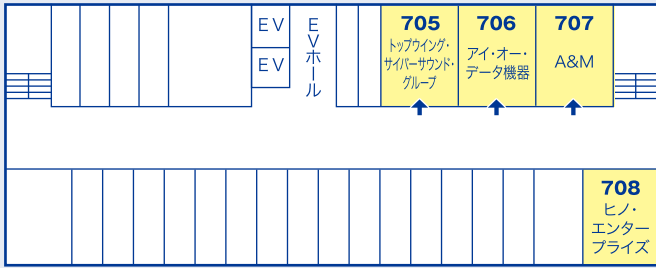 EV
EV
EVホール
705
トップウイング・
サイバーサウンド・
グループ
706
アイ・オー・
データ機器
707
A&M
708
ヒノ・
エンター
プライズ